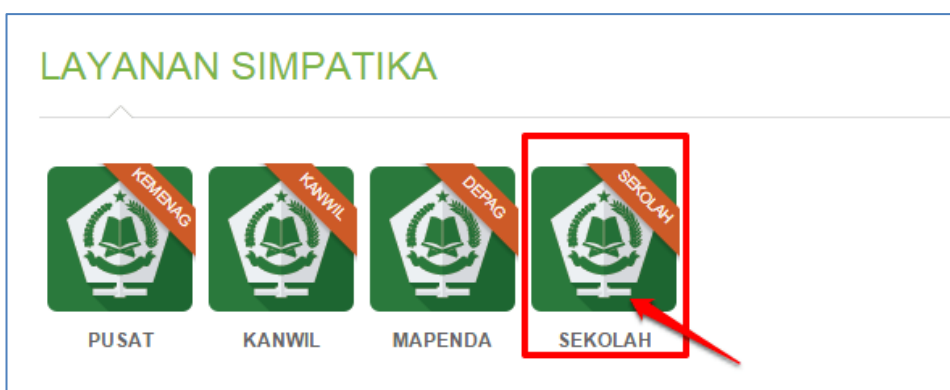 LAYANAN SIMPATIKA
KEMENAG
KANWIL
DEPAG
SEKOLAH
PUSAT
KANWIL
MAPENDA
SEKOLAH